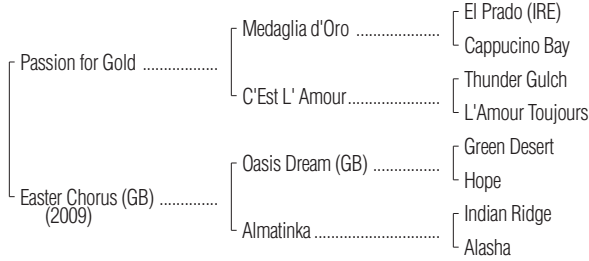 El Prado (IRE)
Medaglia d'Oro ....................
Cappucino Bay
Passion for Gold ..................
Thunder Gulch
C'Est L' Amour......................
L'Amour Toujours
Green Desert
Oasis Dream (GB) ................
Hope
Easter Chorus (GB) ..............
(2009)
Indian Ridge
Almatinka..............................
Alasha